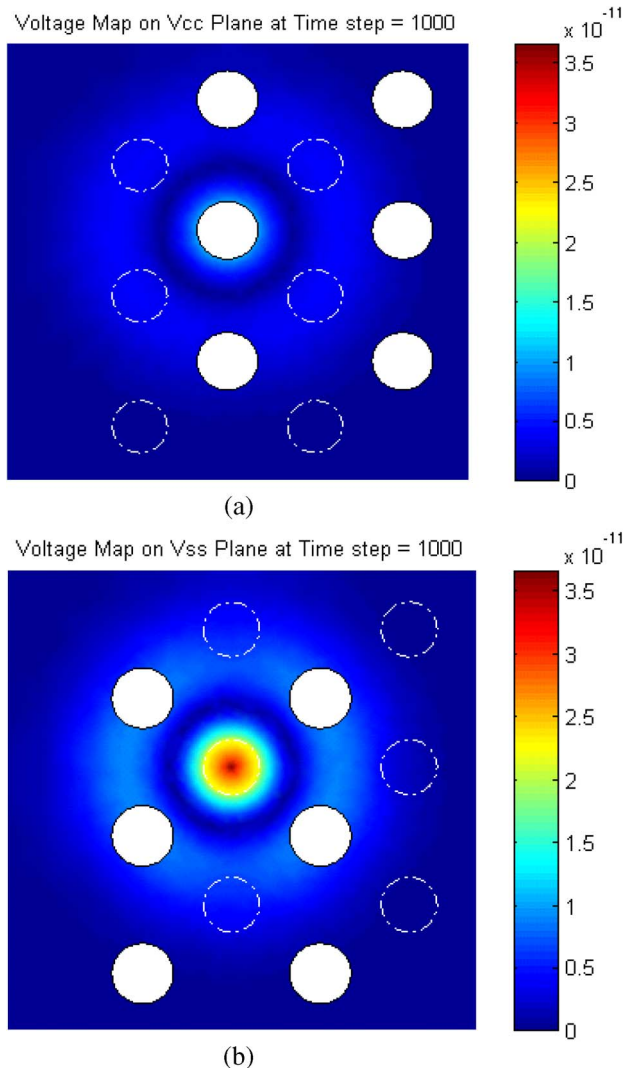 Voltage Map on Vcc Plane at Time step = 1000
x 10^-11
3.5
3
2.5
2
1.5
1
0.5
0
(a)
Voltage Map on Vss Plane at Time step = 1000
x 10^-11
3.5
3
2.5
2
1.5
1
0.5
0
(b)